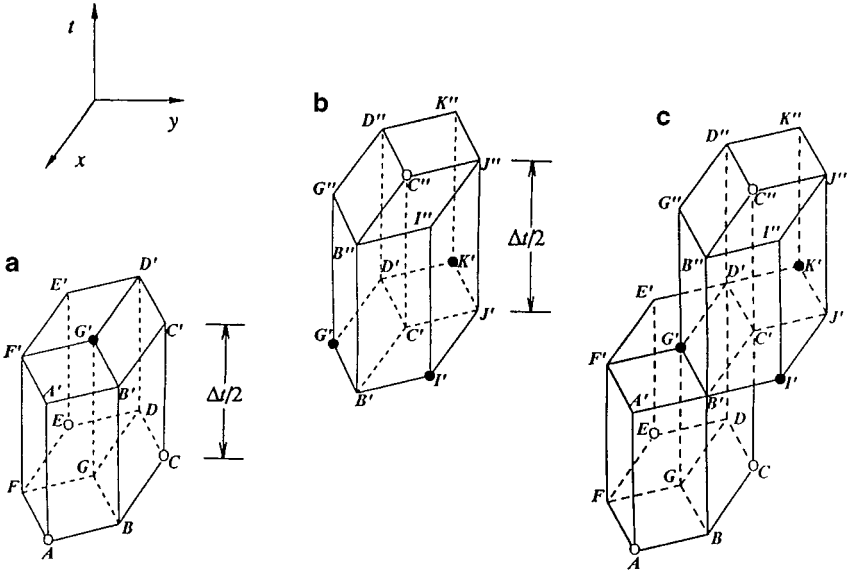 t
y
x
a
E'
D'
F'
G'
C'
A'
B'
E
D
F
G
C
A
B
Δt/2
b
D"
K"
G"
C"
J"
B"
I"
D'
K'
G'
C'
J'
B'
I'
Δt/2
c
D"
K"
G"
C"
J"
B"
I"
E'
D'
K'
F'
G'
C'
J'
A'
B'
I'
E
D
F
G
C
A
B